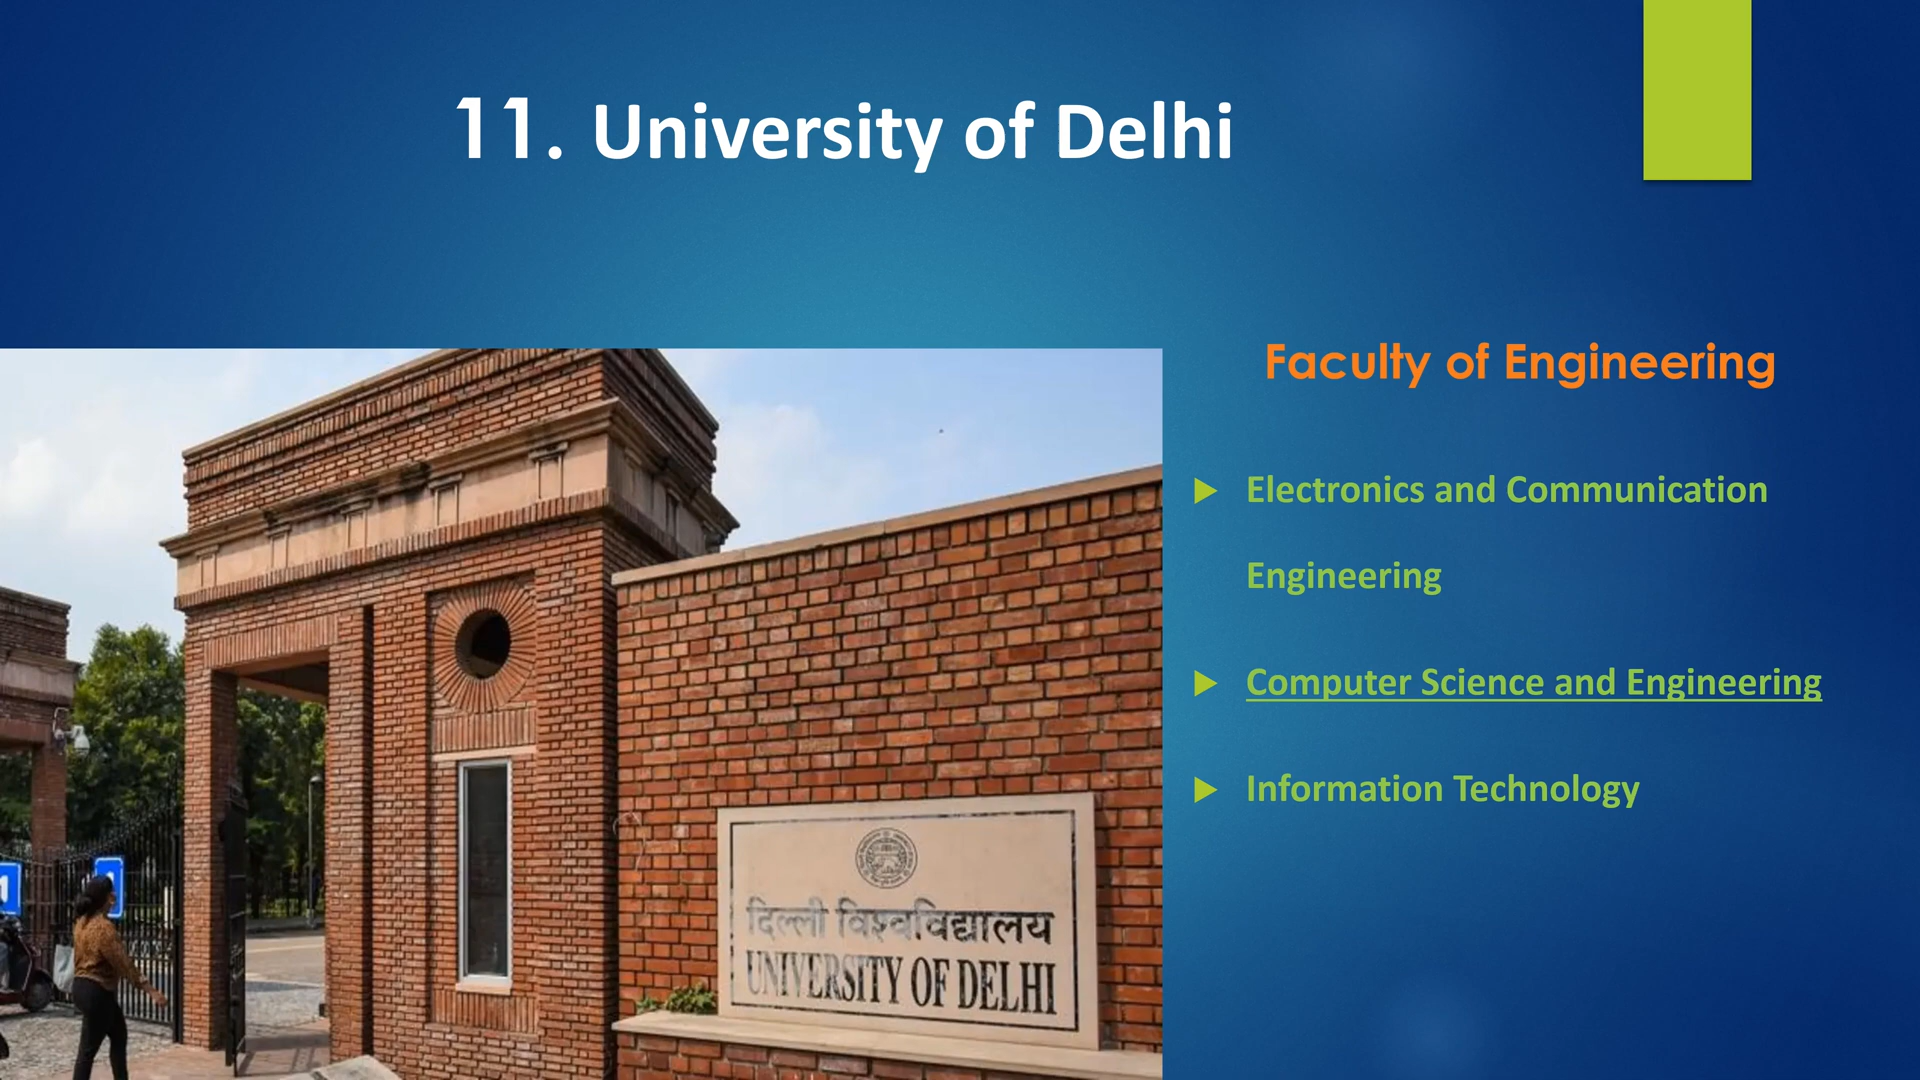 11. University of Delhi
Faculty of Engineering
Electronics and Communication
Engineering
Computer Science and Engineering
Information Technology
दिल्ली विश्वविद्यालय
UNIVERSITY OF DELHI
1